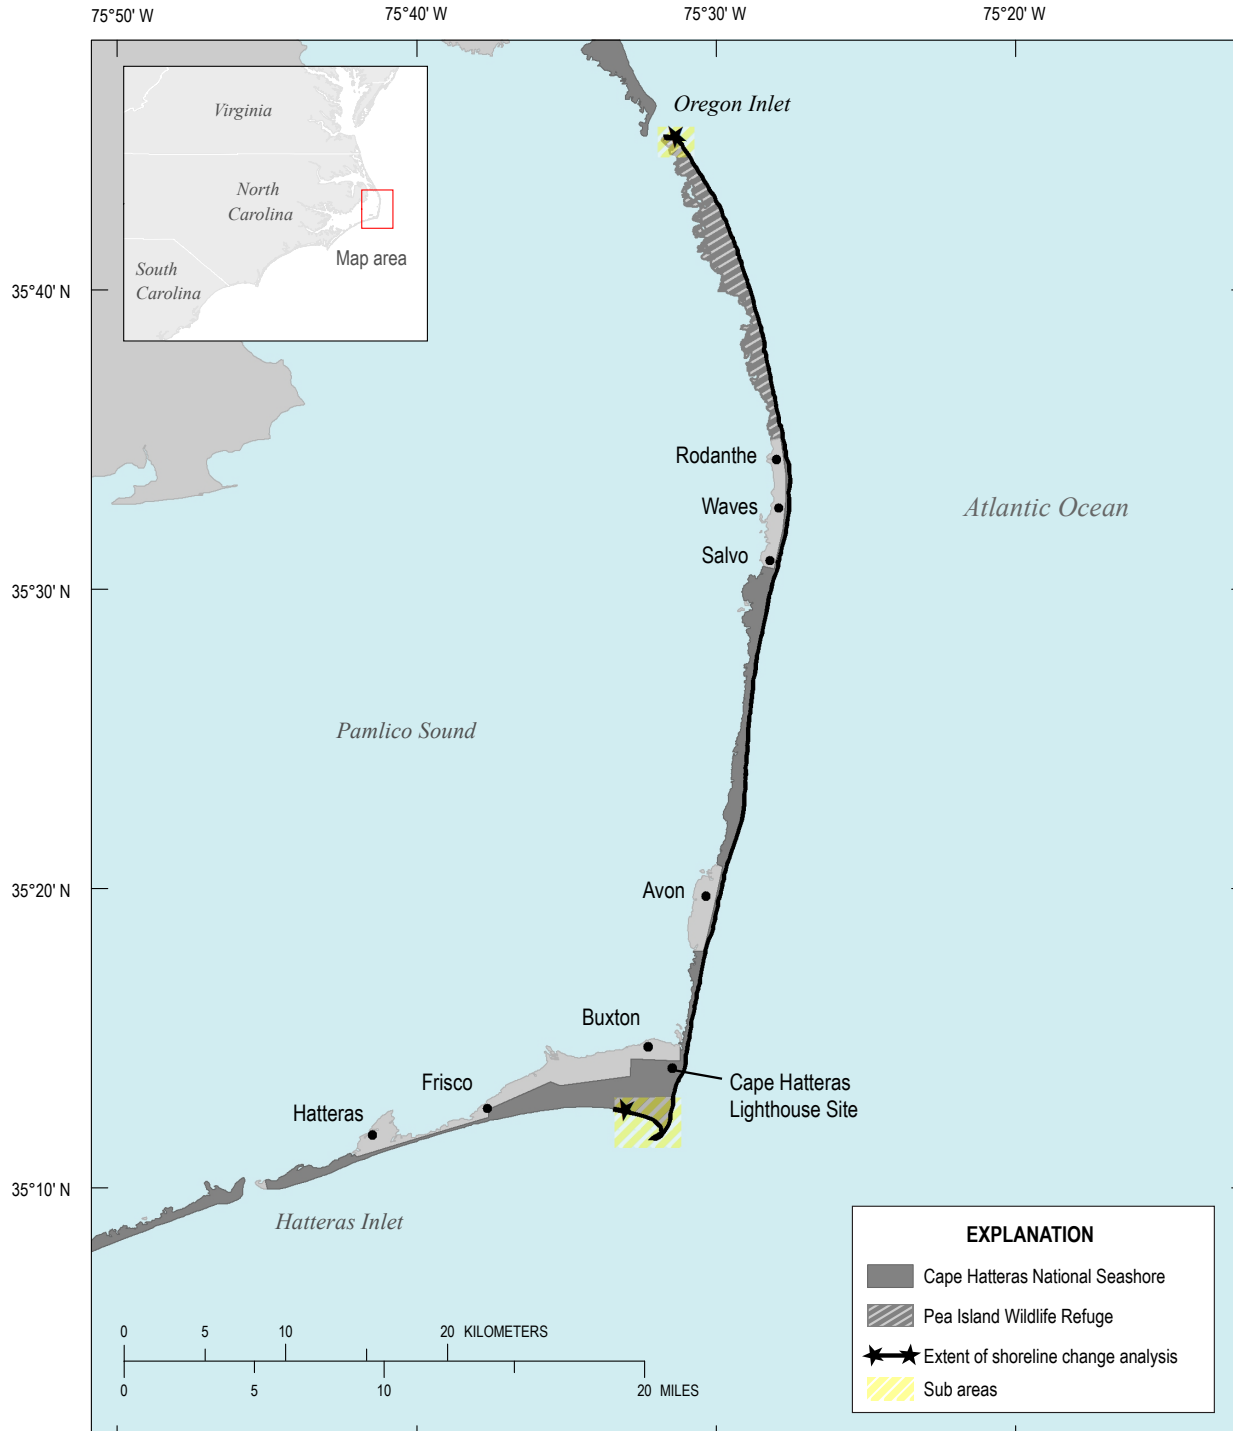 75°50' W
75°40' W
75°30' W
75°20' W
Oregon Inlet
Virginia
North
Carolina
Map area
South
Carolina
35°40' N
Rodanthe
Waves
Atlantic Ocean
Salvo
35°30' N
Pamlico Sound
35°20' N
Avon
Buxton
Frisco
Cape Hatteras
Lighthouse Site
Hatteras
35°10' N
Hatteras Inlet
EXPLANATION
Cape Hatteras National Seashore
Pea Island Wildlife Refuge
Extent of shoreline change analysis
Sub areas
0 5 10 20 KILOMETERS
0 5 10 20 MILES